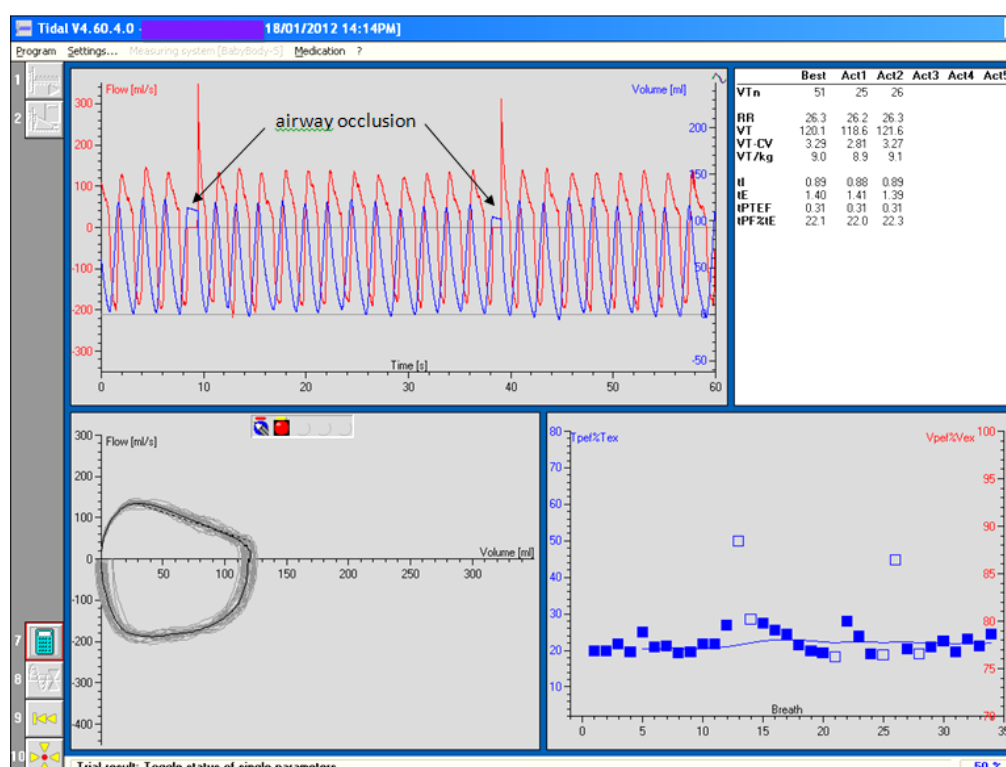 Tidal V4.60.4.0 - 18/01/2012 14:14PM]
Program Settings... Measuring system [BabyBody-S] Medication ?
1
2
7
8
9
10
Flow [ml/s]
Volume [ml]
airway occlusion
300
200
100
0
-100
-200
-300
200
150
100
50
0
-50
Time [s]
0 10 20 30 40 50 60
Best Act1 Act2 Act3 Act4 Act5
VTn 51 25 26
RR 26.3 26.2 26.3
VT 120.1 118.6 121.6
VT-CV 3.29 2.81 3.27
VT/kg 9.0 8.9 9.1
tI 0.89 0.88 0.89
tE 1.40 1.41 1.39
tPTEF 0.31 0.31 0.31
tPF%tE 22.1 22.0 22.3
Flow [ml/s]
300
200
100
0
-100
-200
-300
-400
Volume [ml]
50 100 150 200 250 300
Tpef%Tex
Vpef%Vex
80
70
60
50
40
30
20
10
100
95
90
85
80
75
70
Breath
0 5 10 15 20 25 30 35
Trial result: Toggle status of single parameters
50 %